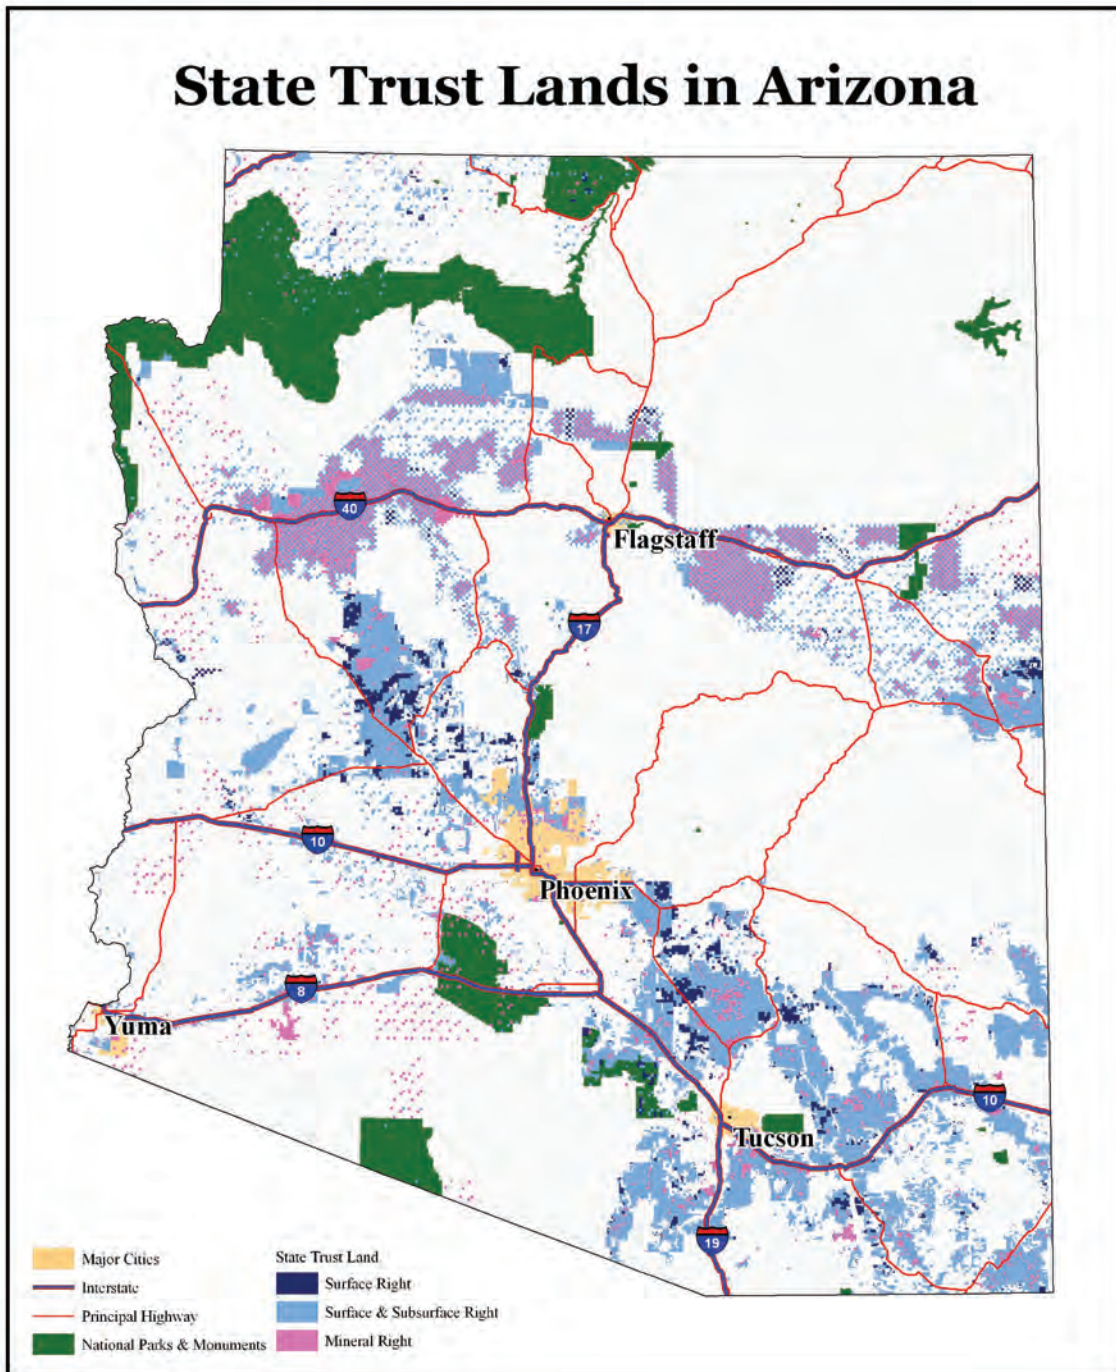 State Trust Lands in Arizona
40
Flagstaff
17
10
Phoenix
8
Yuma
10
Tucson
19
Major Cities
Interstate
Principal Highway
National Parks & Monuments
State Trust Land
Surface Right
Surface & Subsurface Right
Mineral Right